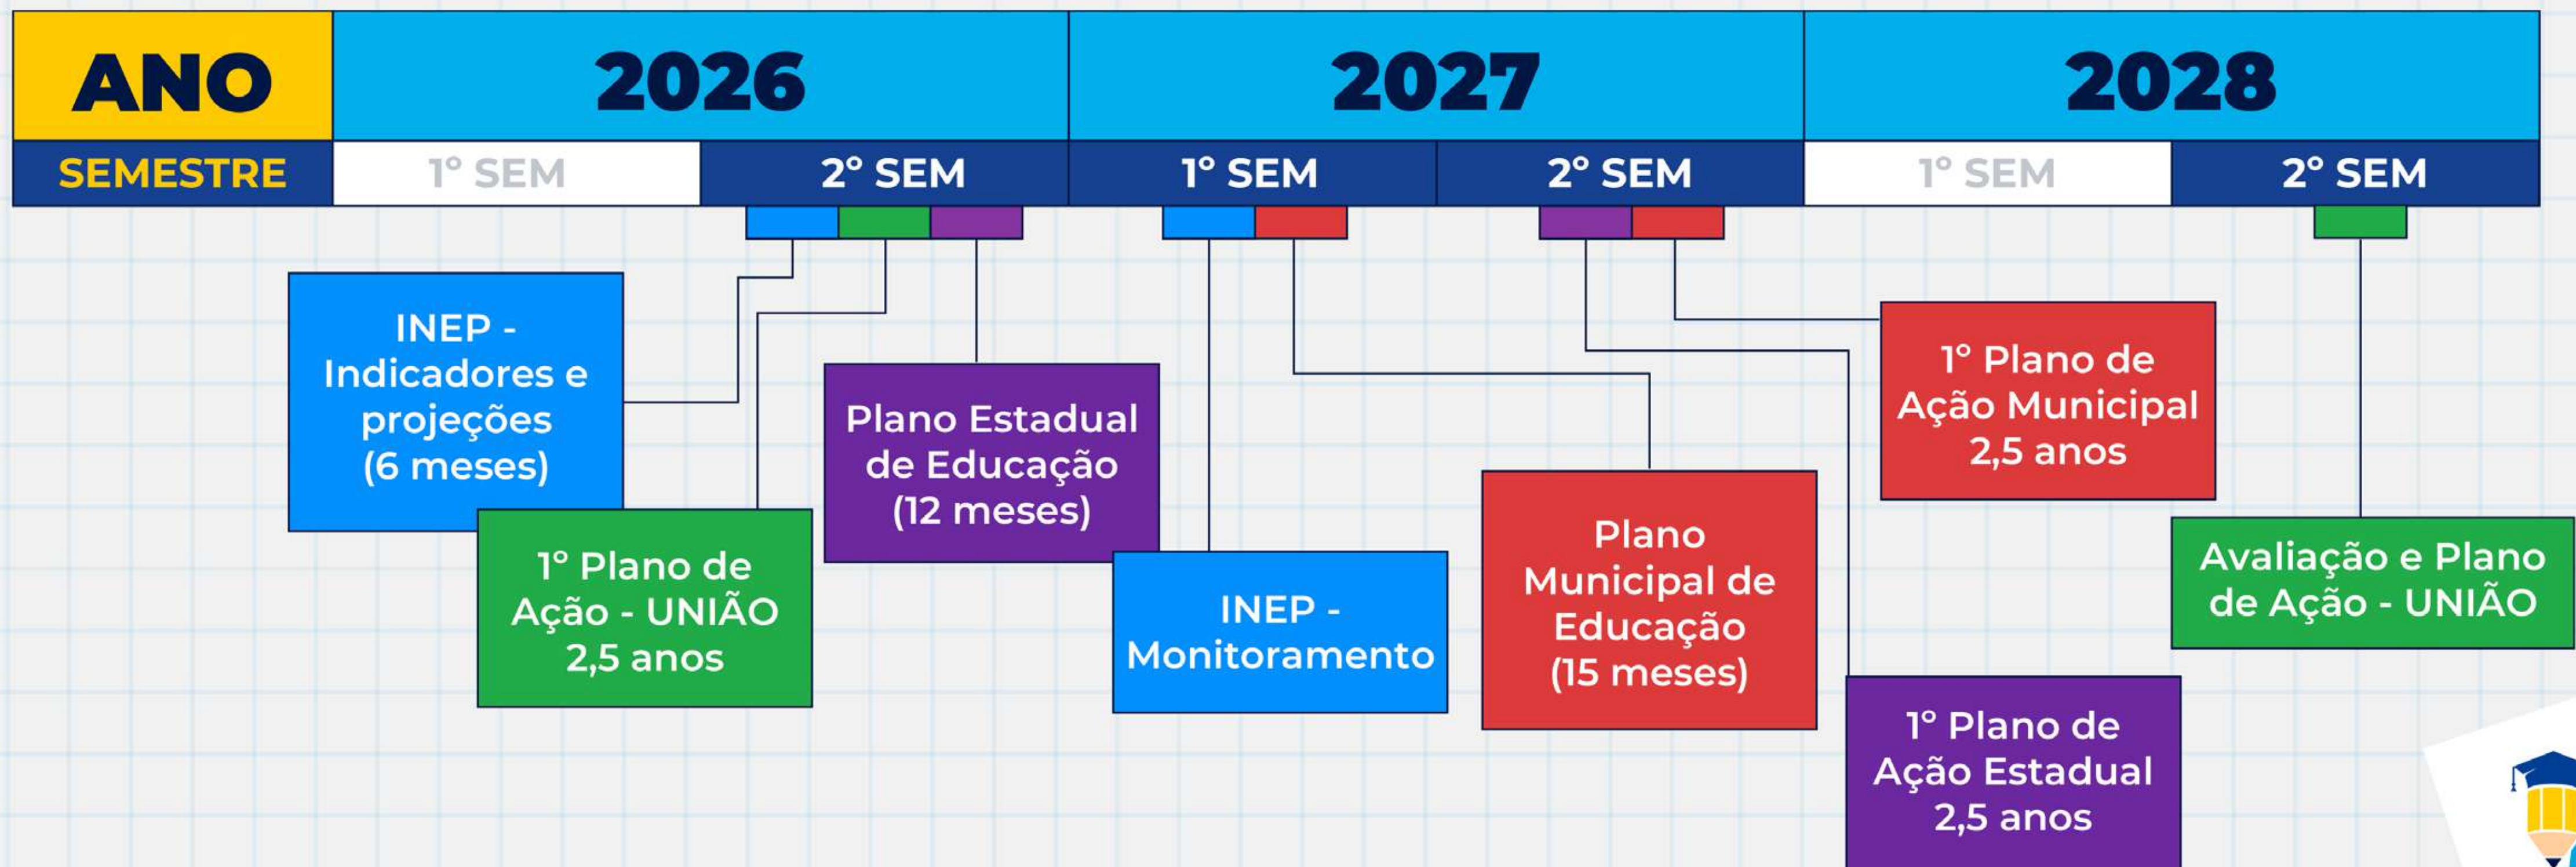 ANO 2026 2027 2028
SEMESTRE 1º SEM 2º SEM 1º SEM 2º SEM 1º SEM 2º SEM
INEP -
Indicadores e
projeções
(6 meses)
1º Plano de
Ação - UNIÃO
2,5 anos
Plano Estadual
de Educação
(12 meses)
INEP -
Monitoramento
Plano
Municipal de
Educação
(15 meses)
1º Plano de
Ação Municipal
2,5 anos
1º Plano de
Ação Estadual
2,5 anos
Avaliação e Plano
de Ação - UNIÃO